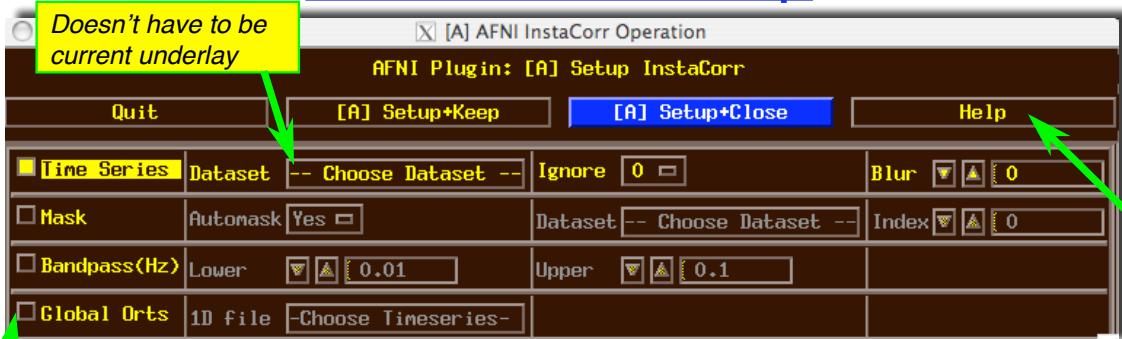 Doesn't have to be
current underlay
[A] AFNI InstaCorr Operation
AFNI Plugin: [A] Setup InstaCorr
Quit [A] Setup+Keep [A] Setup+Close Help
Time Series Dataset -- Choose Dataset -- Ignore 0 Blur 0
Mask Automask Yes Dataset -- Choose Dataset -- Index 0
Bandpass(Hz) Lower 0.01 Upper 0.1
Global Orts 1D file -Choose Timeseries-